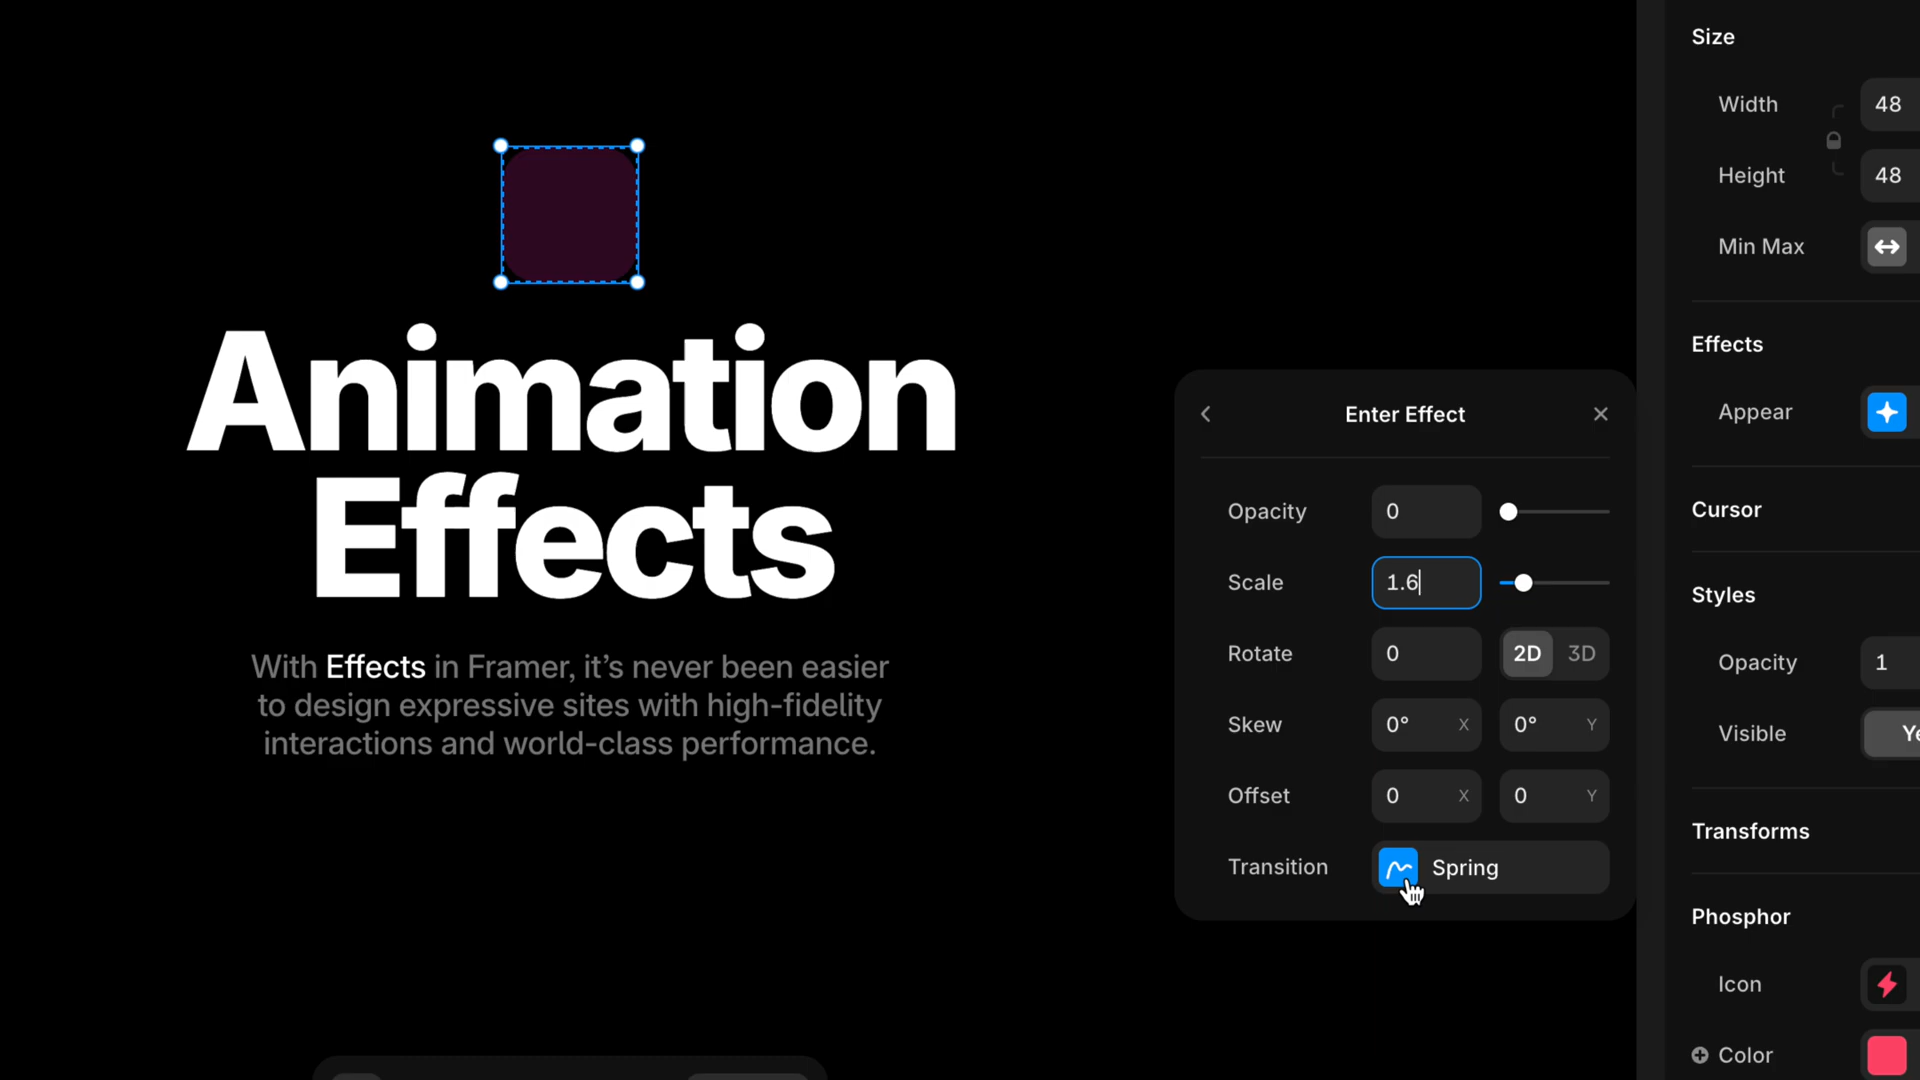 Animation
Effects
With Effects in Framer, it’s never been easier
to design expressive sites with high-fidelity
interactions and world-class performance.
Enter Effect
Opacity 0
Scale 1.6
Rotate 0 2D 3D
Skew 0° X 0° Y
Offset 0 X 0 Y
Transition Spring
Size
Width 48
Height 48
Min Max
Effects
Appear
Cursor
Styles
Opacity 1
Visible
Transforms
Phosphor
Icon
Color